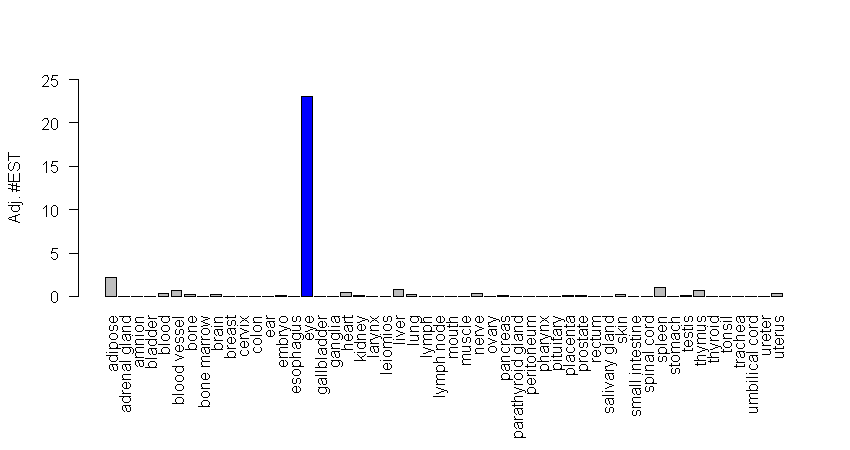 Adj. #EST
25
20
15
10
5
0
adipose
adrenal gland
amnion
bladder
blood
blood vessel
bone
bone marrow
brain
breast
cervix
colon
ear
embryo
esophagus
eye
gallbladder
ganglia
heart
kidney
larynx
leiomios
liver
lung
lymph
lymph node
mouth
muscle
nerve
ovary
pancreas
parathyroid gland
peritoneum
pharynx
pituitary
placenta
prostate
rectum
salivary gland
skin
small intestine
spinal cord
spleen
stomach
testis
thymus
thyroid
tonsil
trachea
umbilical cord
ureter
uterus